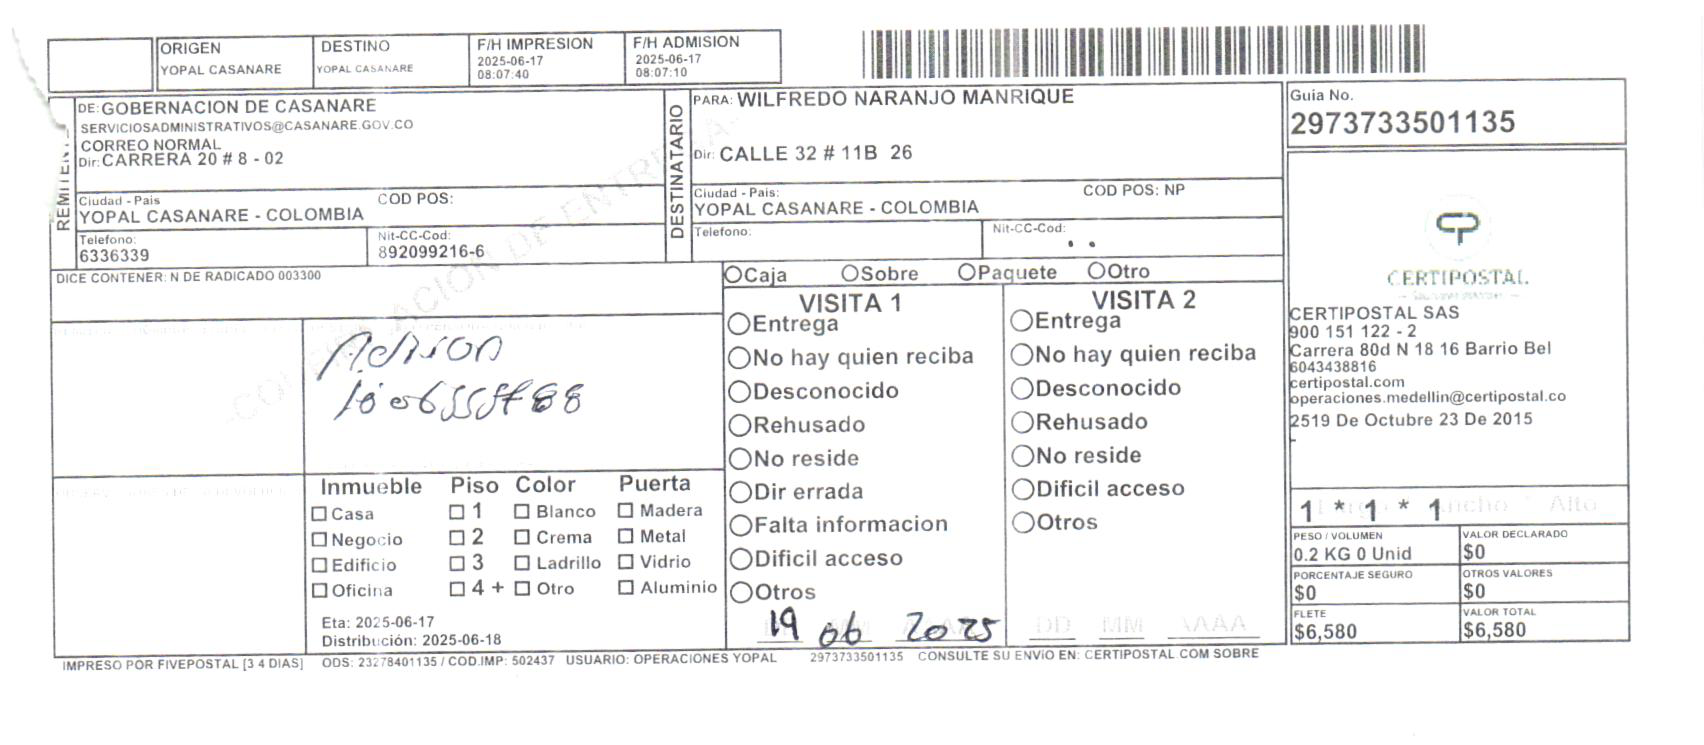 ORIGEN
YOPAL CASANARE
DESTINO
YOPAL CASANARE
F/H IMPRESION
2025-06-17
08:07:40
F/H ADMISION
2025-06-17
08:07:10
REMITENTE
DE: GOBERNACION DE CASANARE
SERVICIOSADMINISTRATIVOS@CASANARE.GOV.CO
CORREO NORMAL
Dir: CARRERA 20 # 8 - 02
Ciudad - Pais COD POS:
YOPAL CASANARE - COLOMBIA
Telefono:
6336339
Nit-CC-Cod:
892099216-6
DESTINATARIO
PARA: WILFREDO NARANJO MANRIQUE
Dir: CALLE 32 # 11B 26
Ciudad - Pais: COD POS: NP
YOPAL CASANARE - COLOMBIA
Telefono:
Nit-CC-Cod:
Guia No.
2973733501135
DICE CONTENER: N DE RADICADO 003300
Caja Sobre Paquete Otro
VISITA 1
Entrega
No hay quien reciba
Desconocido
Rehusado
No reside
Dir errada
Falta informacion
Dificil acceso
Otros
19 06 2025
VISITA 2
Entrega
No hay quien reciba
Desconocido
Rehusado
No reside
Dificil acceso
Otros
DD MM AAAA
Inmueble Piso Color Puerta
Casa 1 Blanco Madera
Negocio 2 Crema Metal
Edificio 3 Ladrillo Vidrio
Oficina 4 + Otro Aluminio
Eta: 2025-06-17
Distribución: 2025-06-18
CERTIPOSTAL
CERTIPOSTAL SAS
900 151 122 - 2
Carrera 80d N 18 16 Barrio Bel
6043438816
certipostal.com
operaciones.medellin@certipostal.co
2519 De Octubre 23 De 2015
-
1 * 1 * 1
Largo Ancho Alto
PESO / VOLUMEN
0.2 KG 0 Unid
VALOR DECLARADO
$0
PORCENTAJE SEGURO
$0
OTROS VALORES
$0
FLETE
$6,580
VALOR TOTAL
$6,580
IMPRESO POR FIVEPOSTAL [3 4 DIAS] ODS: 23278401135 / COD.IMP: 502437 USUARIO: OPERACIONES YOPAL 2973733501135 CONSULTE SU ENVíO EN: CERTIPOSTAL COM SOBRE